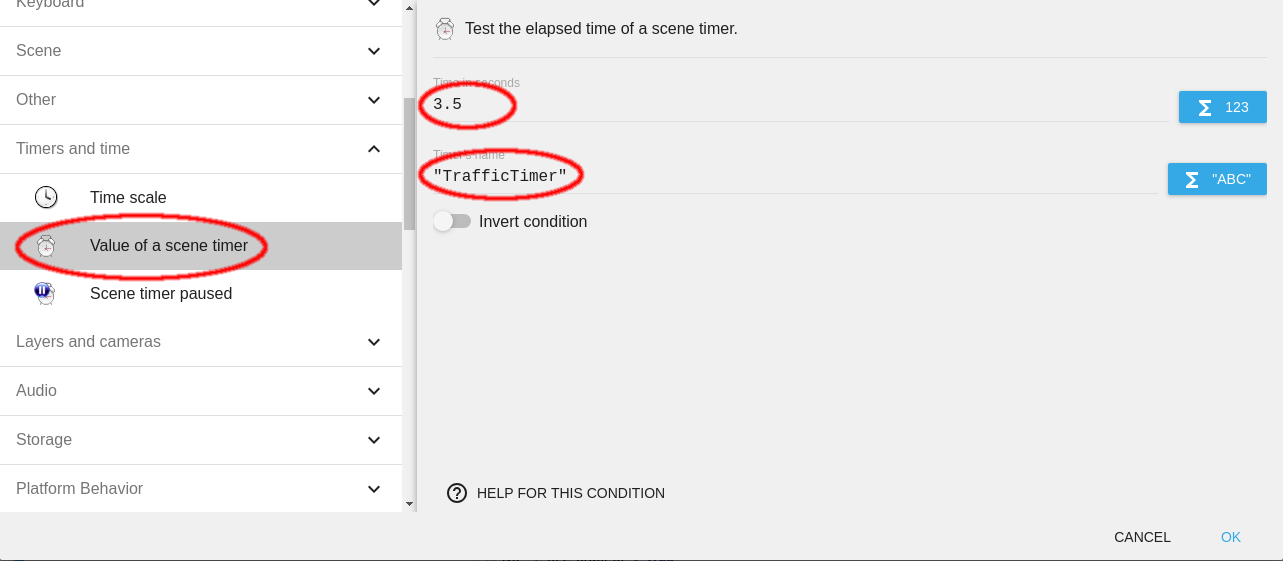 Keyboard
Scene
Other
Timers and time
Time scale
Value of a scene timer
Scene timer paused
Layers and cameras
Audio
Storage
Platform Behavior
Test the elapsed time of a scene timer.
Time in seconds
3.5
123
Timer's name
"TrafficTimer"
"ABC"
Invert condition
HELP FOR THIS CONDITION
CANCEL
OK